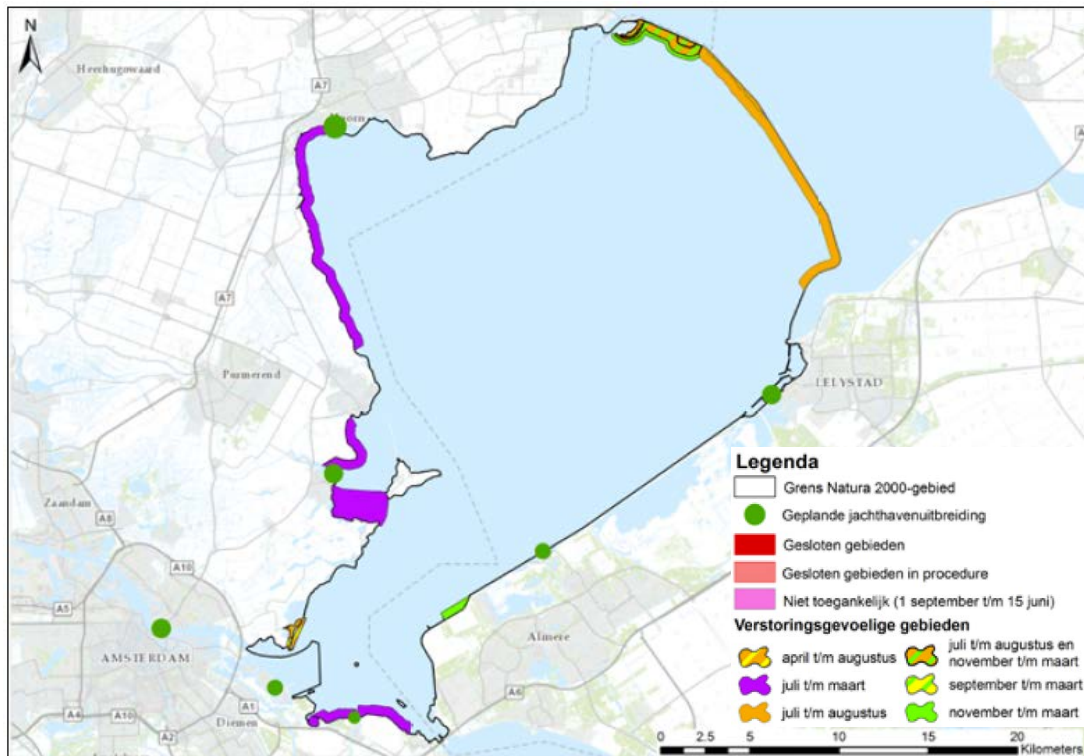 N
Heerhugowaard
A7
Hoorn
A7
Purmerend
LELYSTAD
Zaandam
A8
A10
A5
AMSTERDAM
Almere
A6
A1
Diemen
A4
A10
A2
Legenda
Grens Natura 2000-gebied
Geplande jachthavenuitbreiding
Gesloten gebieden
Gesloten gebieden in procedure
Niet toegankelijk (1 september t/m 15 juni)
Verstoringsgevoelige gebieden
april t/m augustus
juli t/m maart
juli t/m augustus
juli t/m augustus en
november t/m maart
september t/m maart
november t/m maart
0 2.5 5 10 15 20
Kilometers